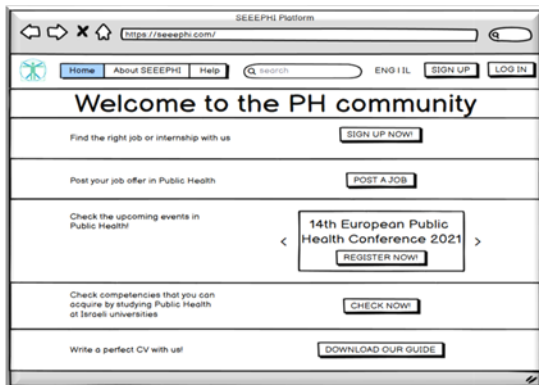 SEEEPHI Platform
https://seeephi.com/
Home About SEEEPHI Help search ENG | IL SIGN UP LOG IN
Welcome to the PH community
Find the right job or internship with us
SIGN UP NOW!
Post your job offer in Public Health
POST A JOB
Check the upcoming events in
Public Health!
<
14th European Public
Health Conference 2021
REGISTER NOW!
>
Check competencies that you can
acquire by studying Public Health
at Israeli universities
CHECK NOW!
Write a perfect CV with us!
DOWNLOAD OUR GUIDE